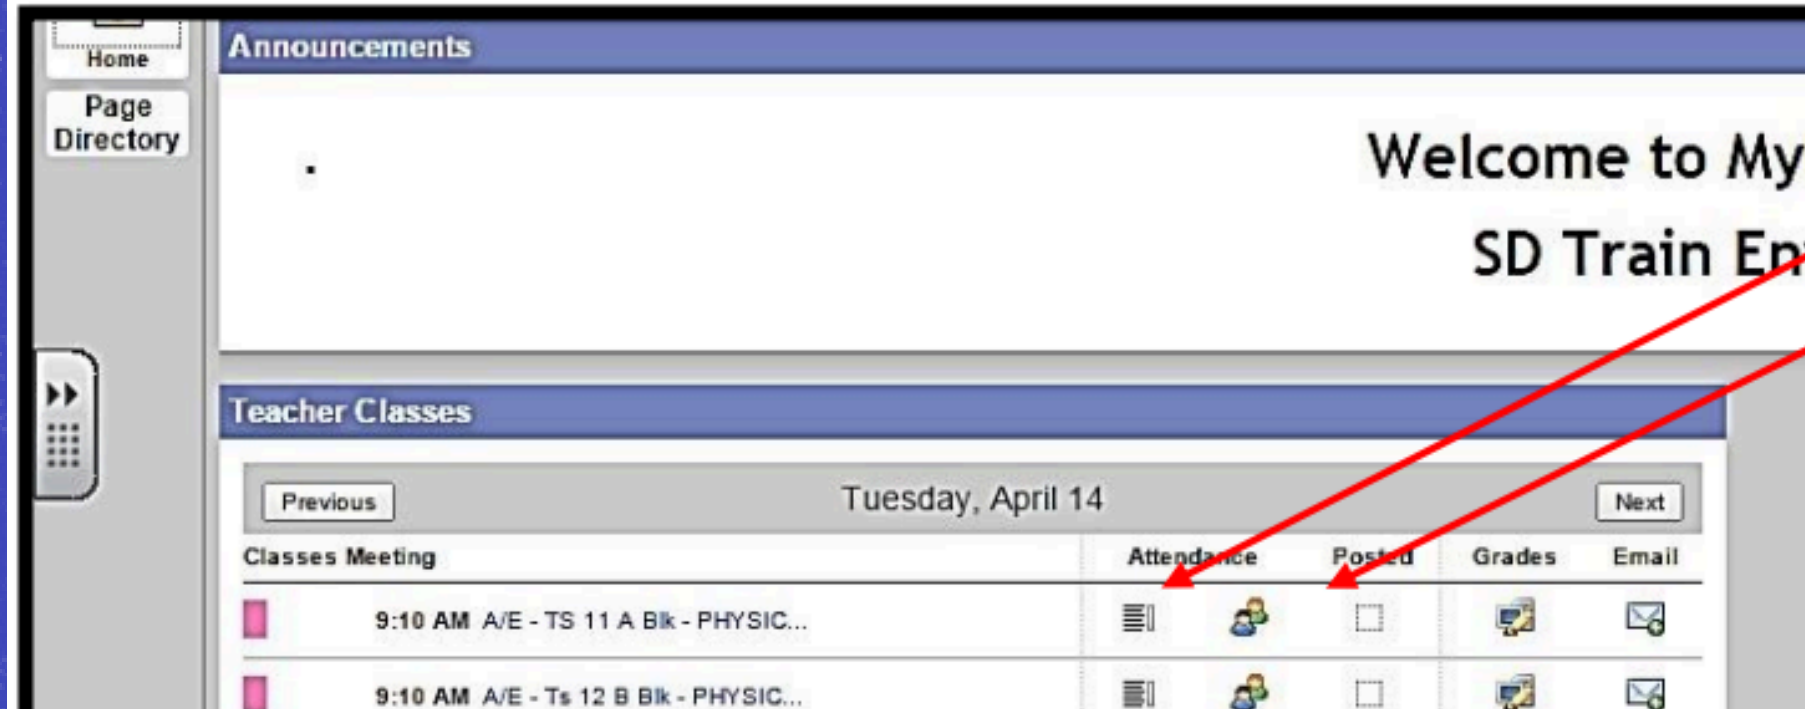 Home
Page
Directory
Announcements
Welcome to My
SD Train
Teacher Classes
Previous
Tuesday, April 14
Next
Classes Meeting Attendance Posted Grades Email
9:10 AM A/E - TS 11 A Blk - PHYSIC...
9:10 AM A/E - Ts 12 B Blk - PHYSIC...